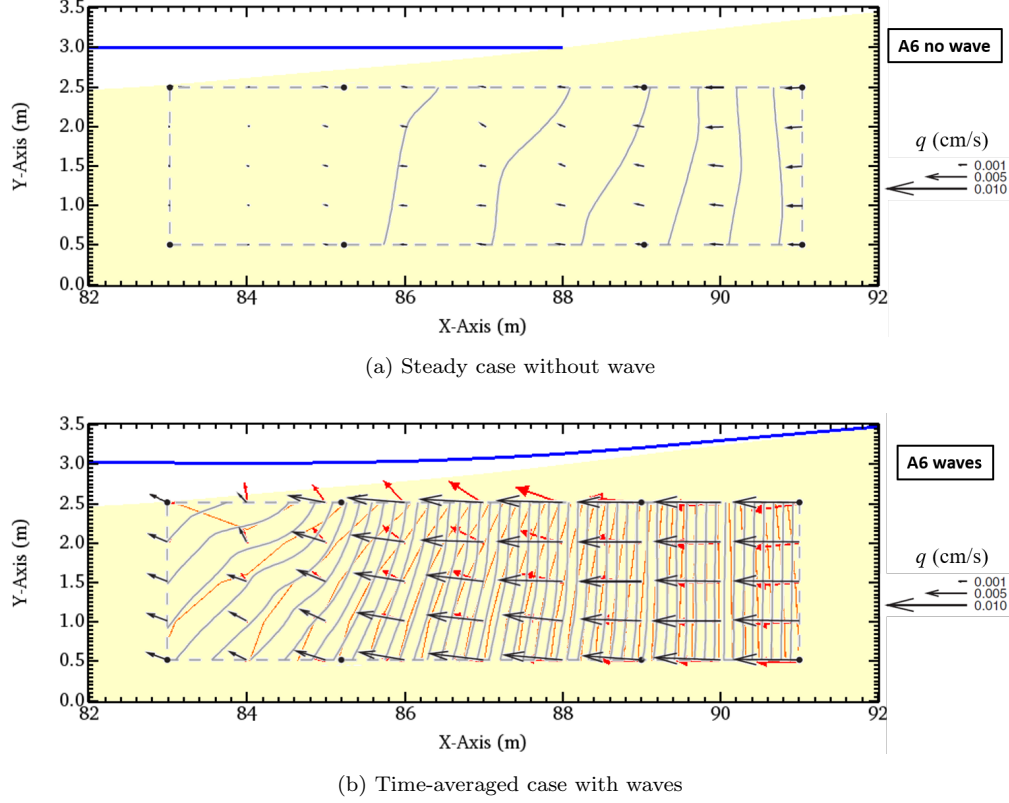 3.5
3.0
2.5
2.0
1.5
1.0
0.5
0.0
Y-Axis (m)
82 84 86 88 90 92
X-Axis (m)
A6 no wave
q (cm/s)
0.001
0.005
0.010
(a) Steady case without wave
3.5
3.0
2.5
2.0
1.5
1.0
0.5
0.0
Y-Axis (m)
82 84 86 88 90 92
X-Axis (m)
A6 waves
q (cm/s)
0.001
0.005
0.010
(b) Time-averaged case with waves